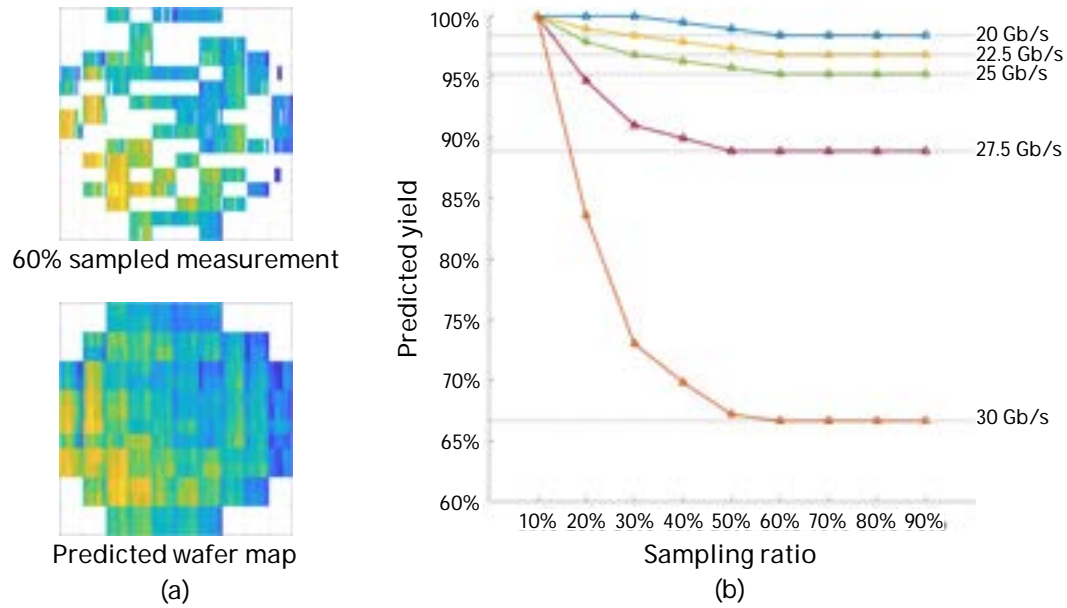 60% sampled measurement
Predicted wafer map
(a)
Predicted yield
100%
95%
90%
85%
80%
75%
70%
65%
60%
10% 20% 30% 40% 50% 60% 70% 80% 90%
Sampling ratio
20 Gb/s
22.5 Gb/s
25 Gb/s
27.5 Gb/s
30 Gb/s
(b)